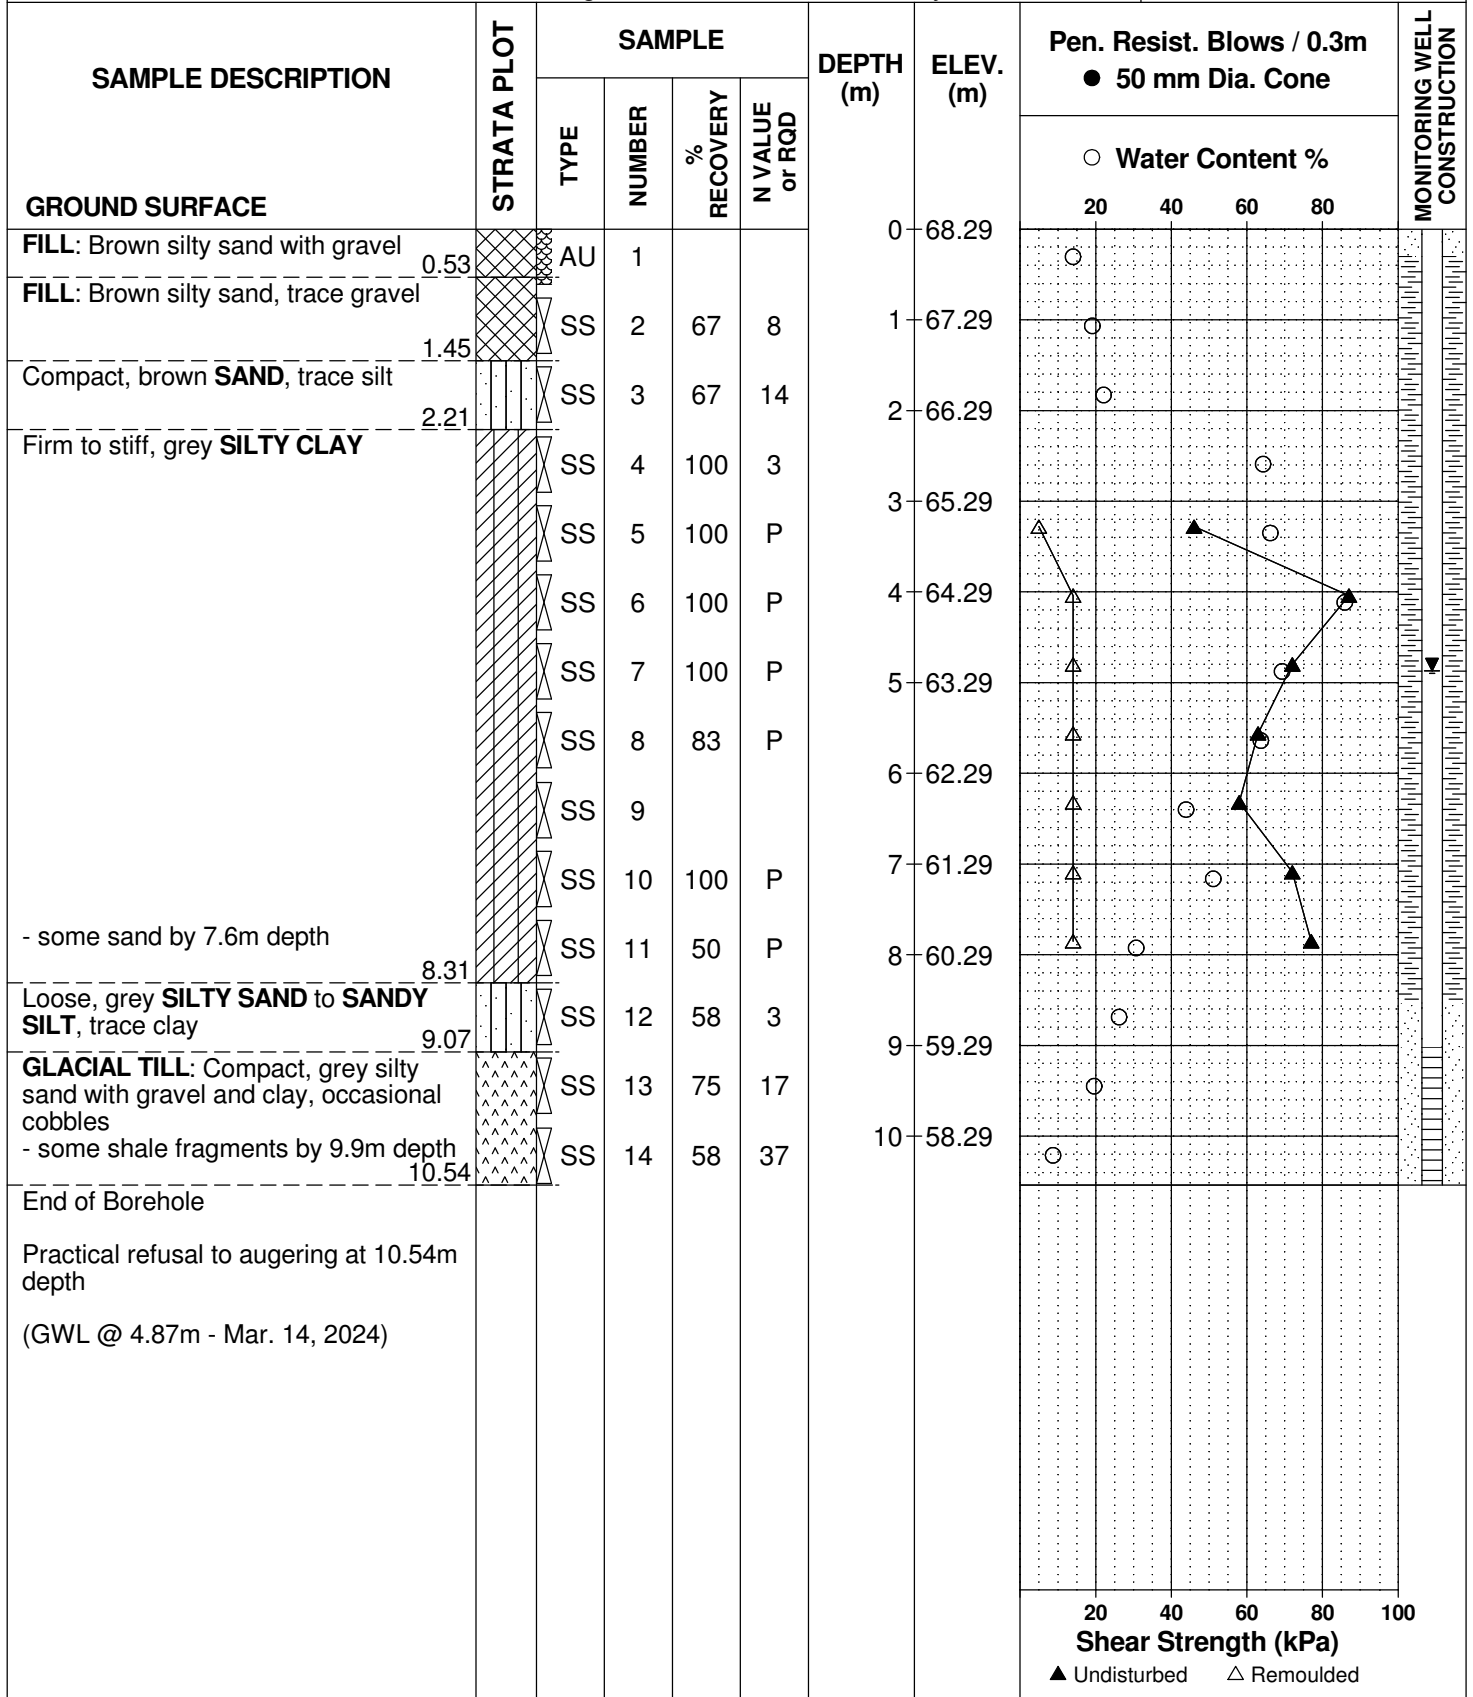 SAMPLE DESCRIPTION
GROUND SURFACE
STRATA PLOT
SAMPLE
TYPE
NUMBER
%
RECOVERY
N VALUE
or RQD
DEPTH
(m)
ELEV.
(m)
Pen. Resist. Blows / 0.3m
● 50 mm Dia. Cone
○ Water Content %
20 40 60 80
MONITORING WELL
CONSTRUCTION
0 68.29
FILL: Brown silty sand with gravel
0.53
AU 1
FILL: Brown silty sand, trace gravel
1.45
SS 2 67 8
1 67.29
Compact, brown SAND, trace silt
2.21
SS 3 67 14
2 66.29
Firm to stiff, grey SILTY CLAY
SS 4 100 3
3 65.29
SS 5 100 P
SS 6 100 P
4 64.29
SS 7 100 P
5 63.29
SS 8 83 P
6 62.29
SS 9
7 61.29
SS 10 100 P
- some sand by 7.6m depth
8.31
SS 11 50 P
8 60.29
Loose, grey SILTY SAND to SANDY
SILT, trace clay
9.07
SS 12 58 3
9 59.29
GLACIAL TILL: Compact, grey silty
sand with gravel and clay, occasional
cobbles
- some shale fragments by 9.9m depth
10.54
SS 13 75 17
10 58.29
SS 14 58 37
End of Borehole
Practical refusal to augering at 10.54m
depth
(GWL @ 4.87m - Mar. 14, 2024)
20 40 60 80 100
Shear Strength (kPa)
▲ Undisturbed △ Remoulded